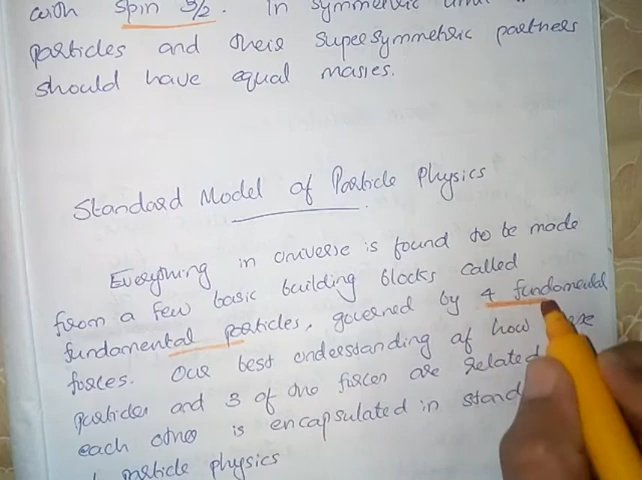 with spin 3/2. In symmetric
particles and their supersymmetric partners
should have equal masses.
Standard Model of Particle Physics
Everything in universe is found to be made
from a few basic building blocks called
fundamental particles, governed by 4 fundamental
forces. Our best understanding of how
particles and 3 of the forces are related
each other is encapsulated in stand
particle physics